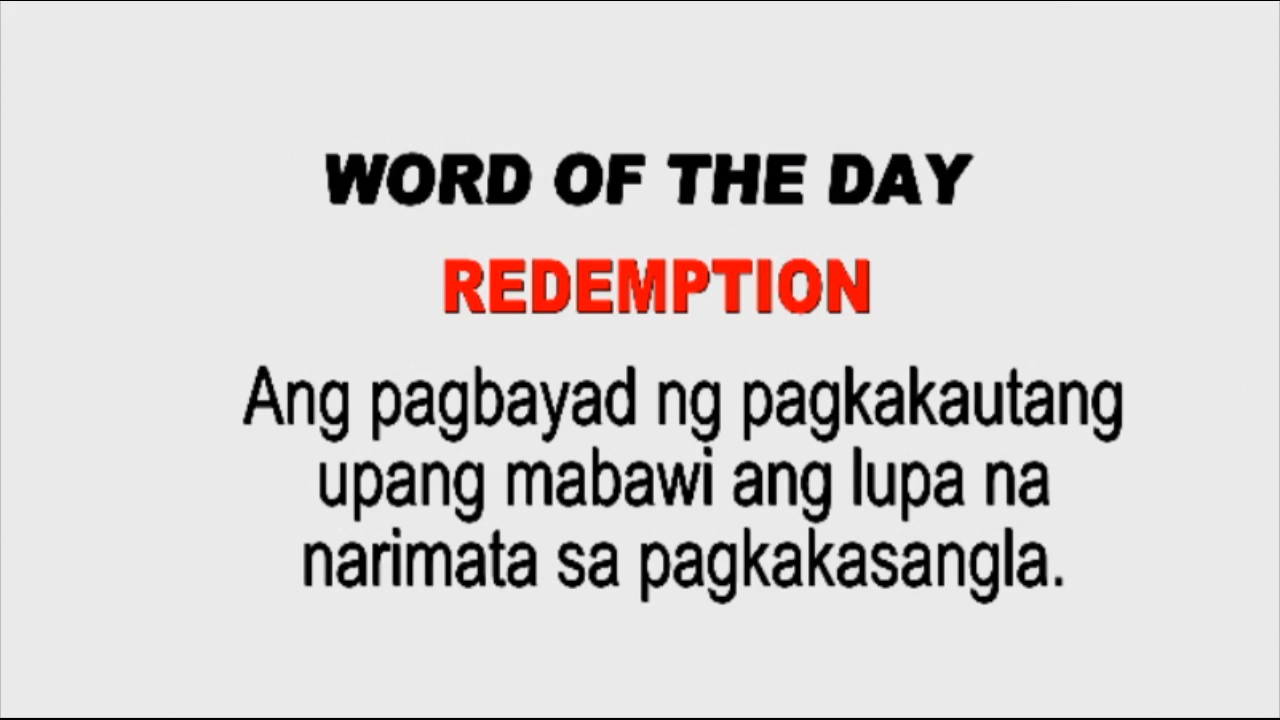 WORD OF THE DAY
REDEMPTION
Ang pagbayad ng pagkakautang
upang mabawi ang lupa na
narimata sa pagkakasangla.